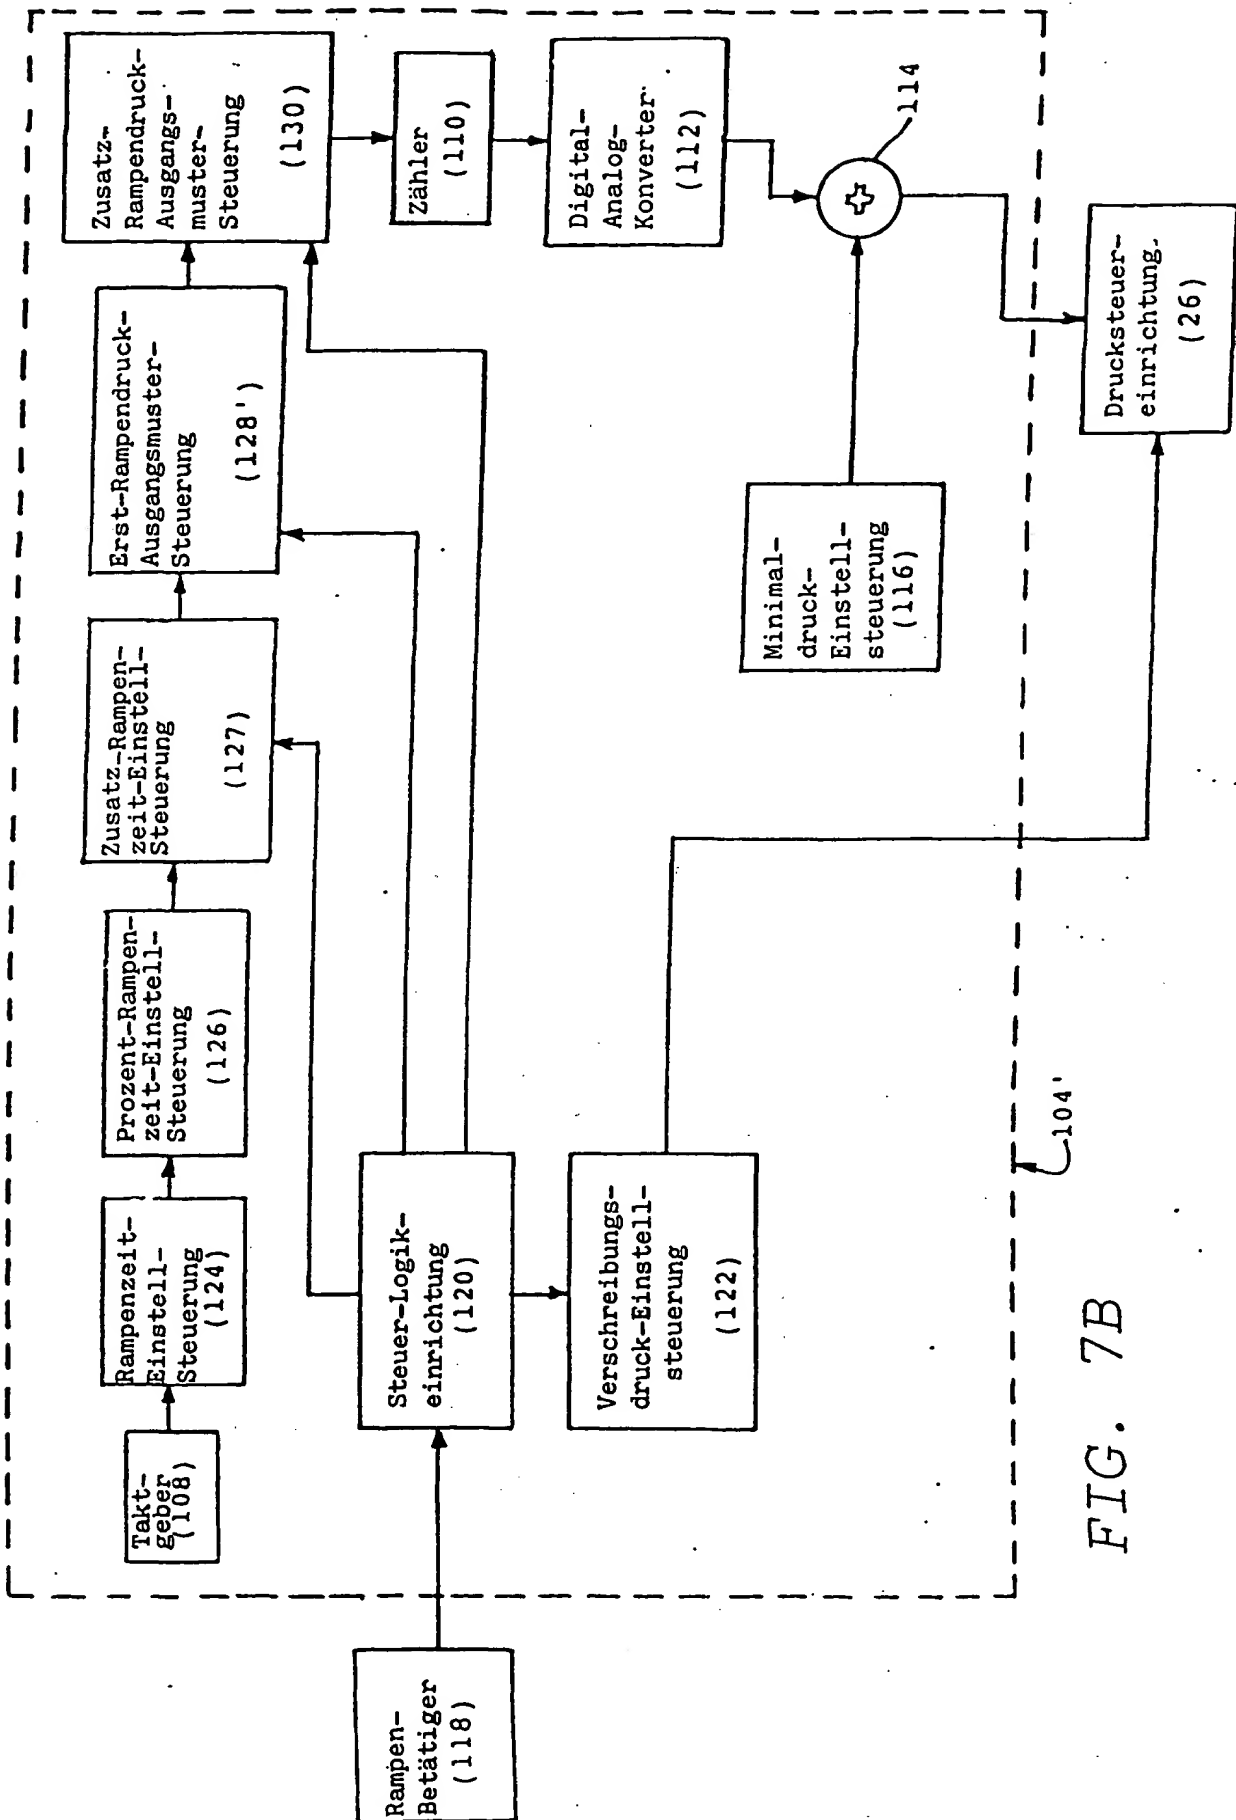 Takt-
geber
(108)
Rampenzeit-
Einstell-
Steuerung
(124)
Prozent-Rampen-
zeit-Einstell-
Steuerung
(126)
Zusatz-Rampen-
zeit-Einstell-
Steuerung
(127)
Erst-Rampendruck-
Ausgangsmuster-
Steuerung
(128')
Zusatz-
Rampendruck-
Ausgangs-
muster-
Steuerung
(130)
Zähler
(110)
Digital-
Analog-
Konverter
(112)
114
Rampen-
Betätiger
(118)
Steuer-Logik-
einrichtung
(120)
Verschreibungs-
druck-Einstell-
steuerung
(122)
Minimal-
druck-
Einstell-
steuerung
(116)
Drucksteuer-
einrichtung
(26)
104'
FIG. 7B